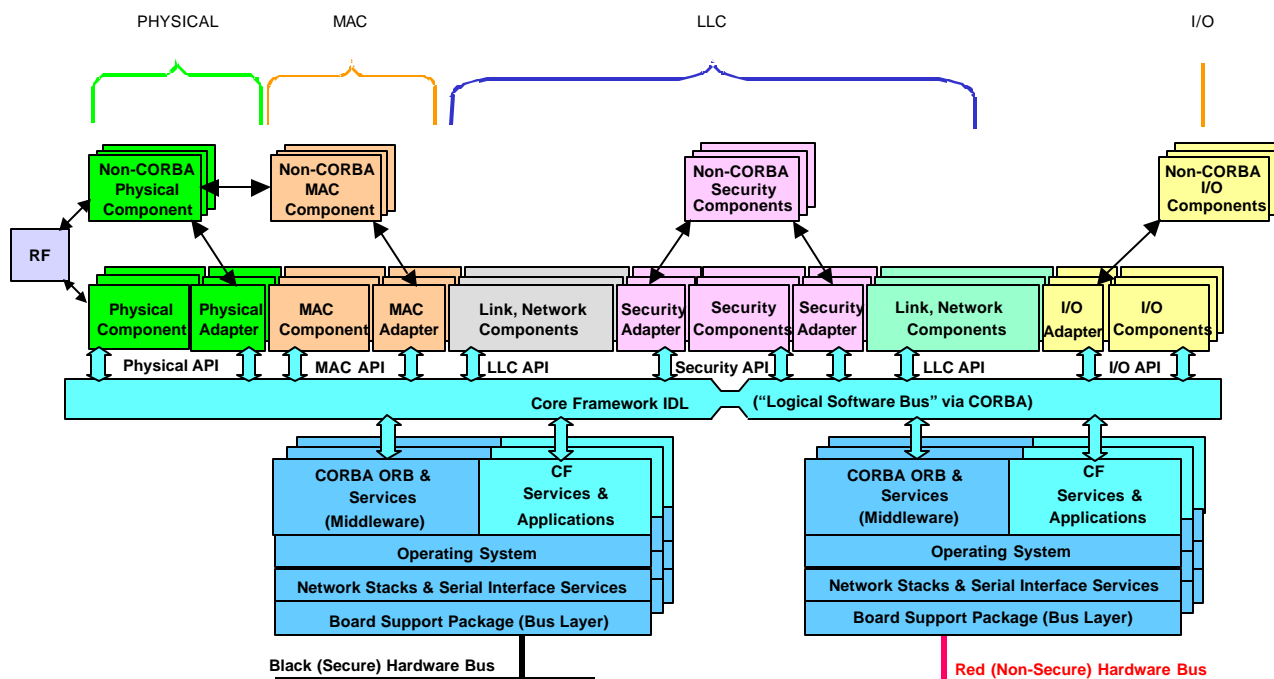 PHYSICAL
MAC
LLC
I/O
Non-CORBA
Physical
Component
Non-CORBA
MAC
Component
Non-CORBA
Security
Components
Non-CORBA
I/O
Components
RF
Physical
Component
Physical
Adapter
MAC
Component
MAC
Adapter
Link, Network
Components
Security
Adapter
Security
Components
Security
Adapter
Link, Network
Components
I/O
Adapter
I/O
Components
Physical API
MAC API
LLC API
Security API
LLC API
I/O API
Core Framework IDL
(“Logical Software Bus” via CORBA)
CORBA ORB &
Services
(Middleware)
CF
Services &
Applications
Operating System
Network Stacks & Serial Interface Services
Board Support Package (Bus Layer)
CORBA ORB &
Services
(Middleware)
CF
Services &
Applications
Operating System
Network Stacks & Serial Interface Services
Board Support Package (Bus Layer)
Black (Secure) Hardware Bus
Red (Non-Secure) Hardware Bus